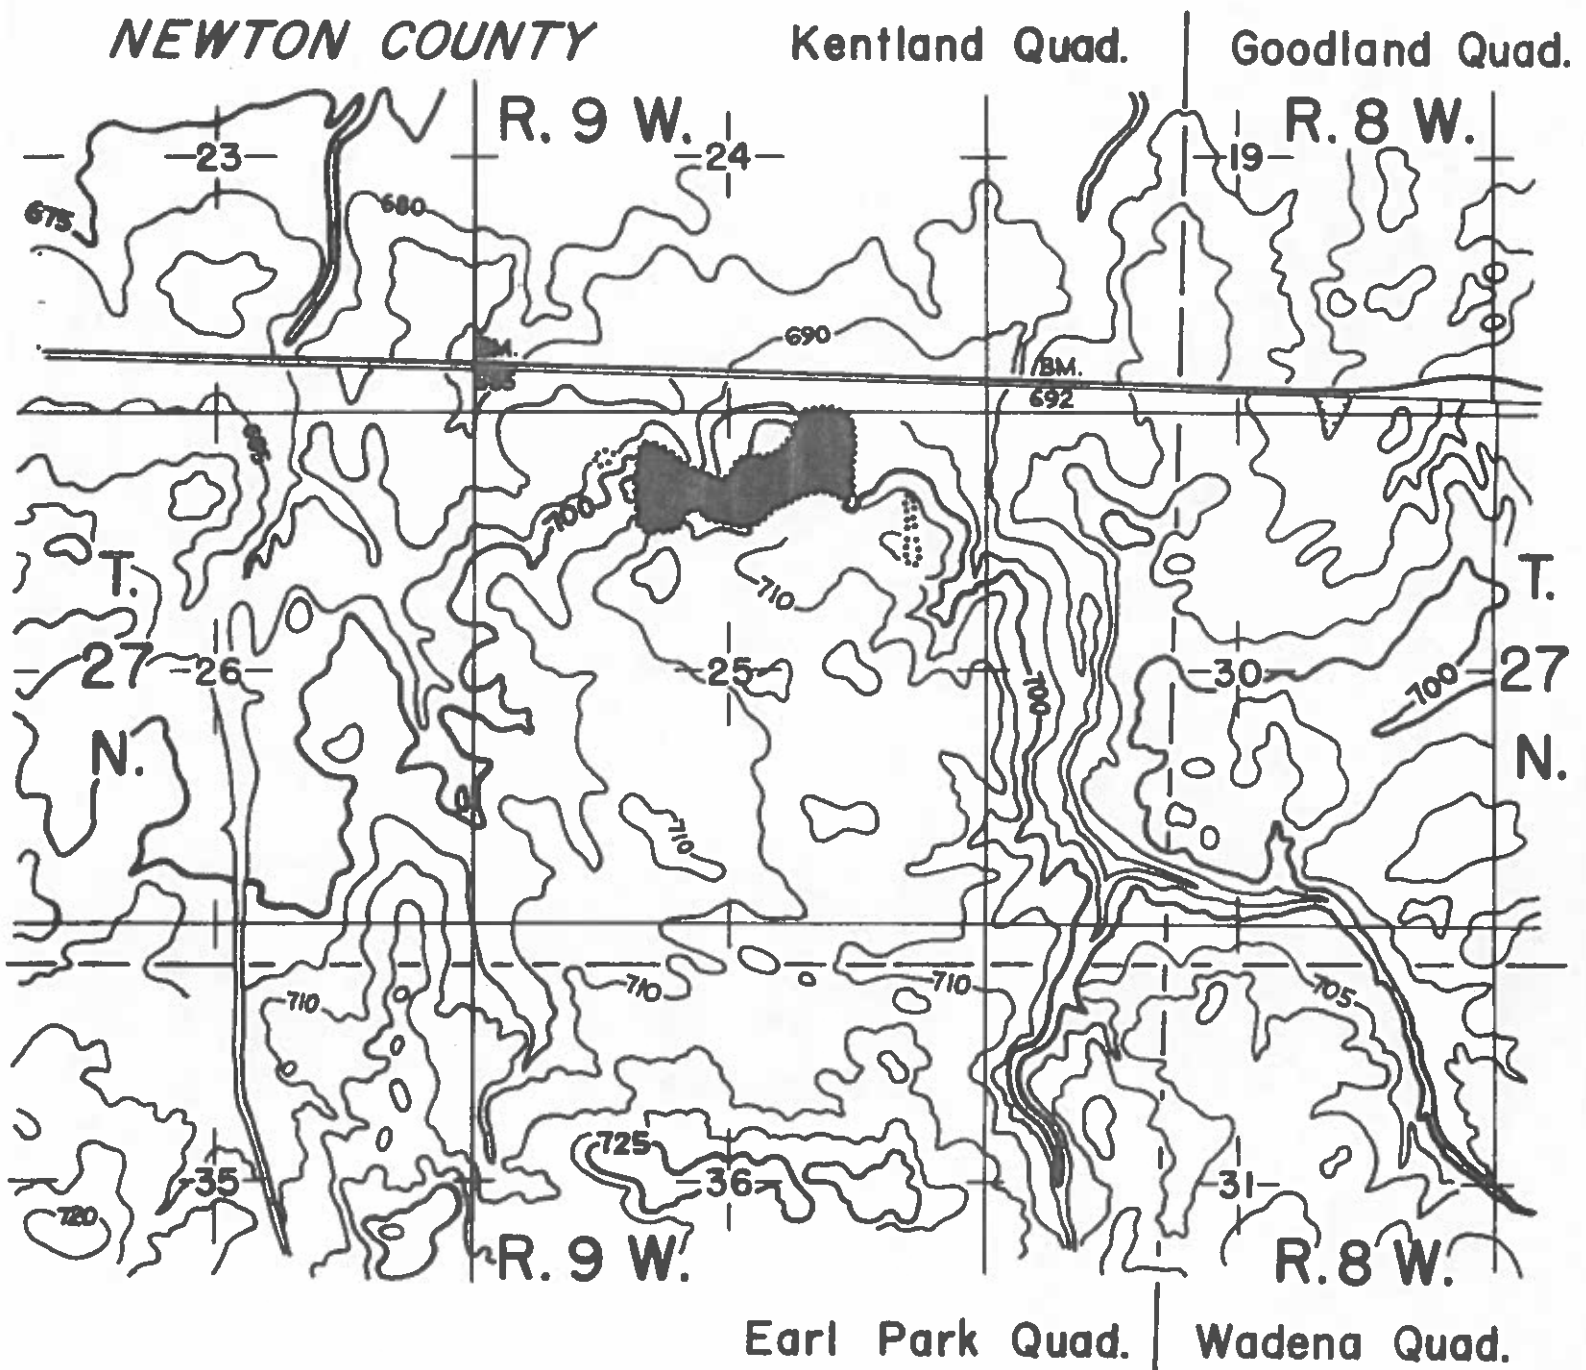 NEWTON COUNTY Kentland Quad. Goodland Quad.
R. 9 W. R. 8 W.
23 24 19
675 680
690
BM.
692
700
T. 710 T.
27 26 25 30 27
700 700
N. N.
710
710 710 710 705
725
35 36 31
720
R. 9 W. R. 8 W.
Earl Park Quad. Wadena Quad.